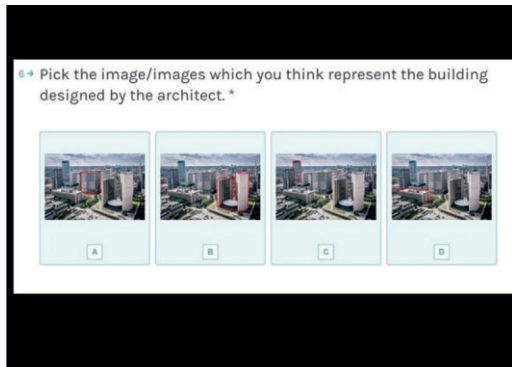 6→ Pick the image/images which you think represent the building
designed by the architect. *
A
B
C
D